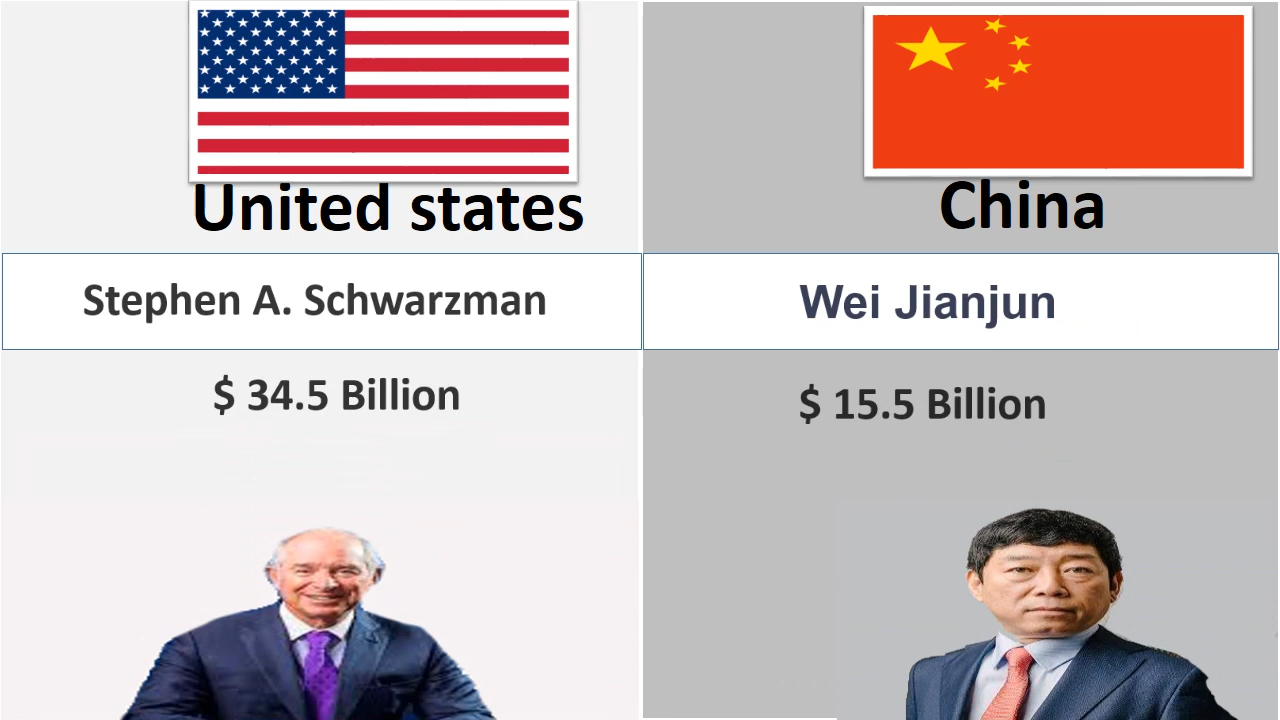 United states
China
Stephen A. Schwarzman
Wei Jianjun
$ 34.5 Billion
$ 15.5 Billion